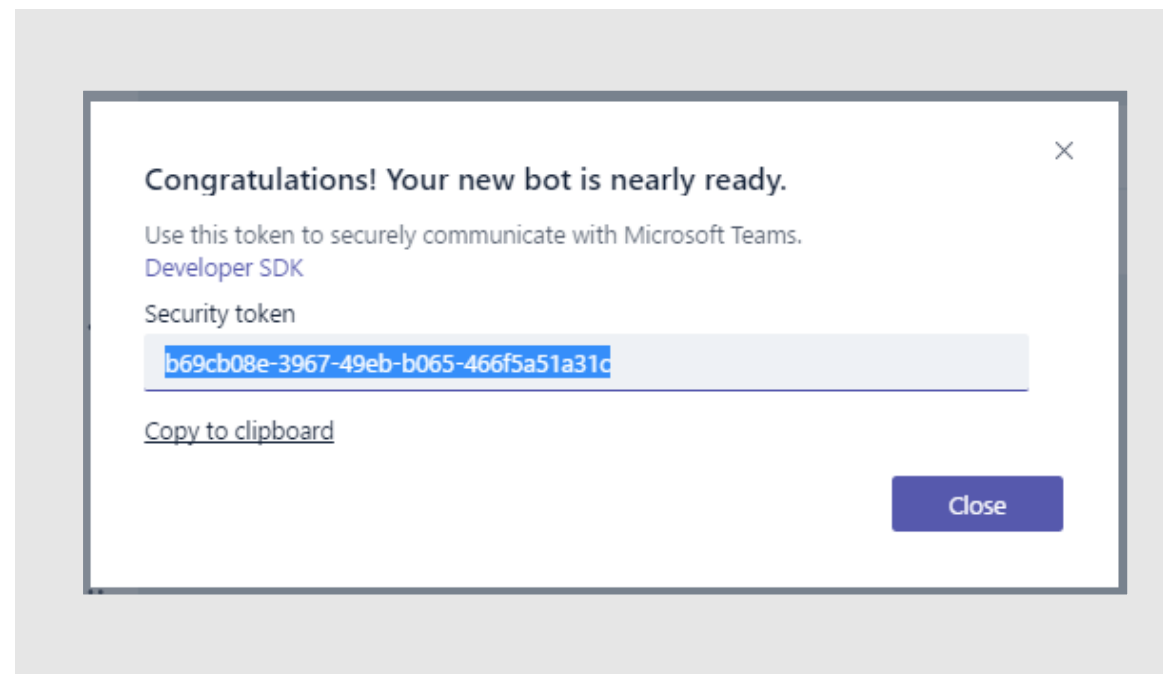 Congratulations! Your new bot is nearly ready.
Use this token to securely communicate with Microsoft Teams.
Developer SDK
Security token
b69cb08e-3967-49eb-b065-466f5a51a31c
Copy to clipboard
Close